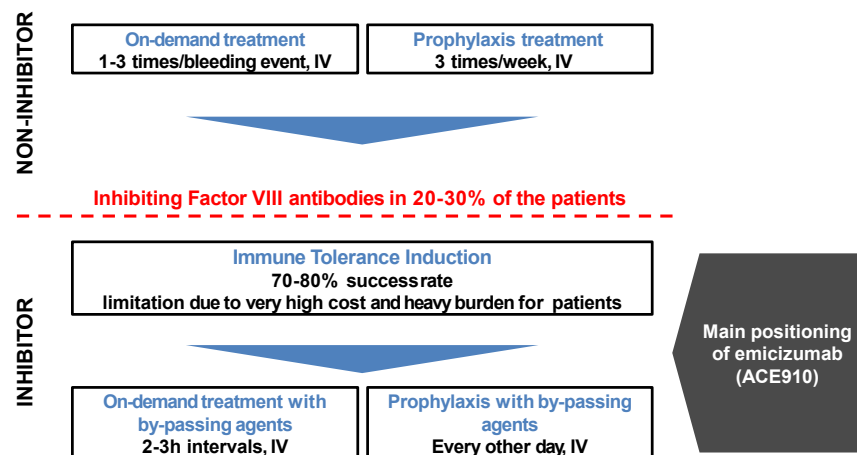 NON-INHIBITOR
On-demand treatment
1-3 times/bleeding event, IV
Prophylaxis treatment
3 times/week, IV
Inhibiting Factor VIII antibodies in 20-30% of the patients
INHIBITOR
Immune Tolerance Induction
70-80% success rate
limitation due to very high cost and heavy burden for patients
Main positioning
of emicizumab
(ACE910)
On-demand treatment with
by-passing agents
2-3h intervals, IV
Prophylaxis with by-passing
agents
Every other day, IV